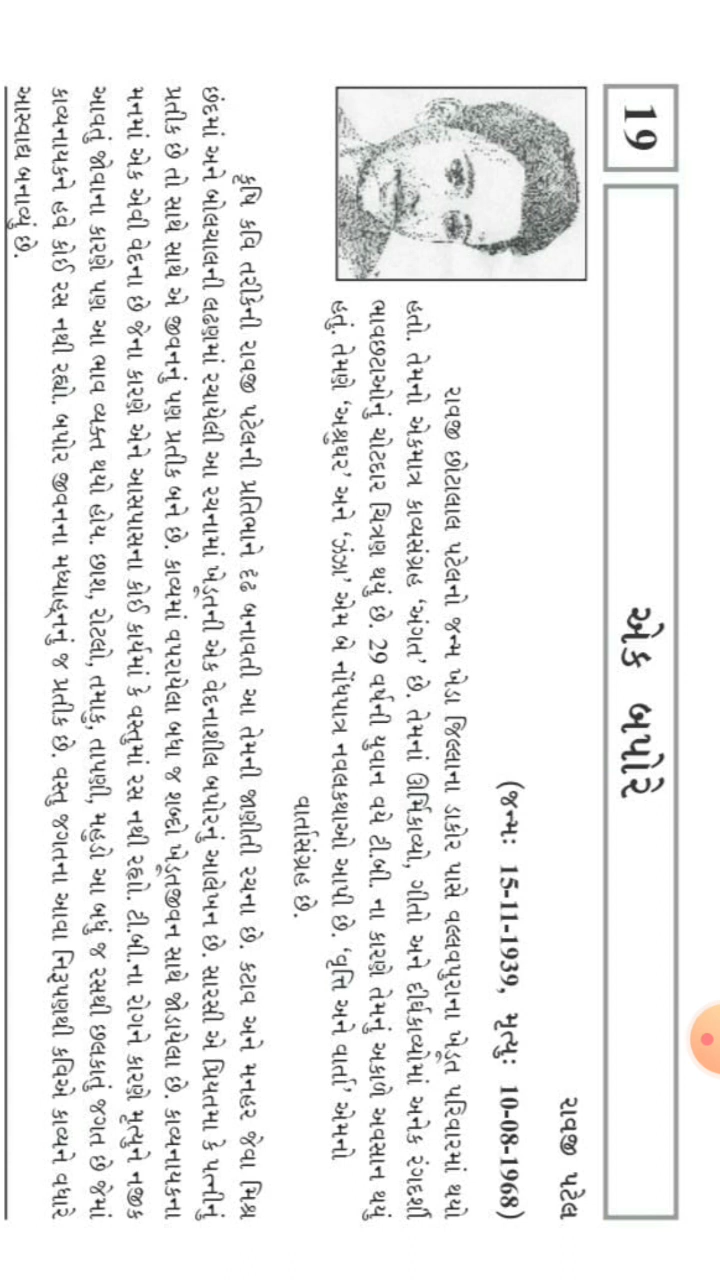 19
એક બપોરે
રાવજી પટેલ
(જન્મ: 15-11-1939, મૃત્યુ: 10-08-1968)
રાવજી છોટાલાલ પટેલનો જન્મ ખેડા જિલ્લાના ડાકોર પાસે વલ્લવપુરાના ખેડૂત પરિવારમાં થયો
હતો. તેમનો એકમાત્ર કાવ્યસંગ્રહ ‘અંગત’ છે. તેમનાં ઊર્મિકાવ્યો, ગીતો અને દીર્ઘકાવ્યોમાં અનેક રંગદર્શી
ભાવછટાઓનું ચોટદાર ચિત્રણ થયું છે. 29 વર્ષની યુવાન વયે ટી.બી. ના કારણે તેમનું અકાળે અવસાન થયું
હતું. તેમણે ‘અશ્રુઘર’ અને ‘ઝંઝા’ એમ બે નોંધપાત્ર નવલકથાઓ આપી છે. ‘વૃત્તિ અને વાર્તા’ એમનો
વાર્તાસંગ્રહ છે.
કૃષિ કવિ તરીકેની રાવજી પટેલની પ્રતિભાને દૃઢ બનાવતી આ તેમની જાણીતી રચના છે. કટાવ અને મનહર જેવા મિશ્ર
છંદમાં અને બોલચાલની લઢણમાં રચાયેલી આ રચનામાં ખેડૂતની એક વેદનાશીલ બપોરનું આલેખન છે. સારસી એ પ્રિયતમા કે પત્નીનું
પ્રતીક છે તો સાથે સાથે એ જીવનનું પણ પ્રતીક બને છે. કાવ્યમાં વપરાયેલા બધા જ શબ્દો ખેડૂતજીવન સાથે જોડાયેલા છે. કાવ્યનાયકના
મનમાં એક એવી વેદના છે જેના કારણે એને આસપાસના કોઈ કાર્યમાં કે વસ્તુમાં રસ નથી રહ્યો. ટી.બી.ના રોગને કારણે મૃત્યુને નજીક
આવતું જોવાના કારણે પણ આ ભાવ વ્યક્ત થયો હોય. છાશ, રોટલો, તમાકુ, તાપણી, મહુડી આ બધું જ રસથી છલકાતું જગત છે જેમાં
કાવ્યનાયકને હવે કોઈ રસ નથી રહ્યો. બપોર જીવનના મધ્યાહ્નનું જ પ્રતીક છે. વસ્તુ જગતના આવા નિરૂપણથી કવિએ કાવ્યને વધારે
આસ્વાદ્ય બનાવ્યું છે.